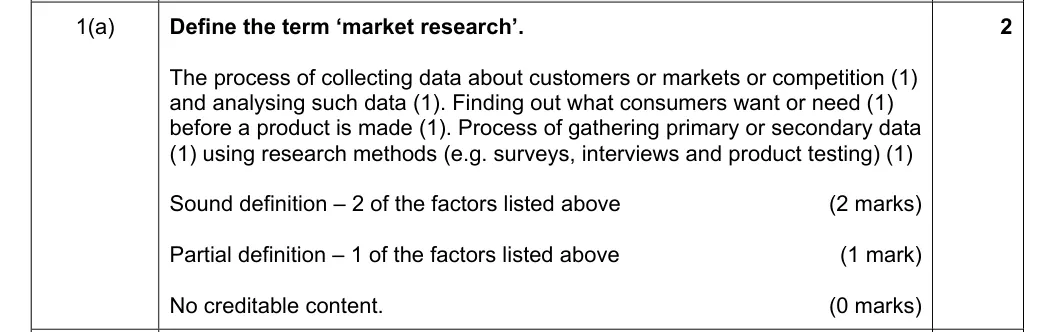 1(a)
Define the term ‘market research’.
2
The process of collecting data about customers or markets or competition (1)
and analysing such data (1). Finding out what consumers want or need (1)
before a product is made (1). Process of gathering primary or secondary data
(1) using research methods (e.g. surveys, interviews and product testing) (1)
Sound definition – 2 of the factors listed above (2 marks)
Partial definition – 1 of the factors listed above (1 mark)
No creditable content. (0 marks)